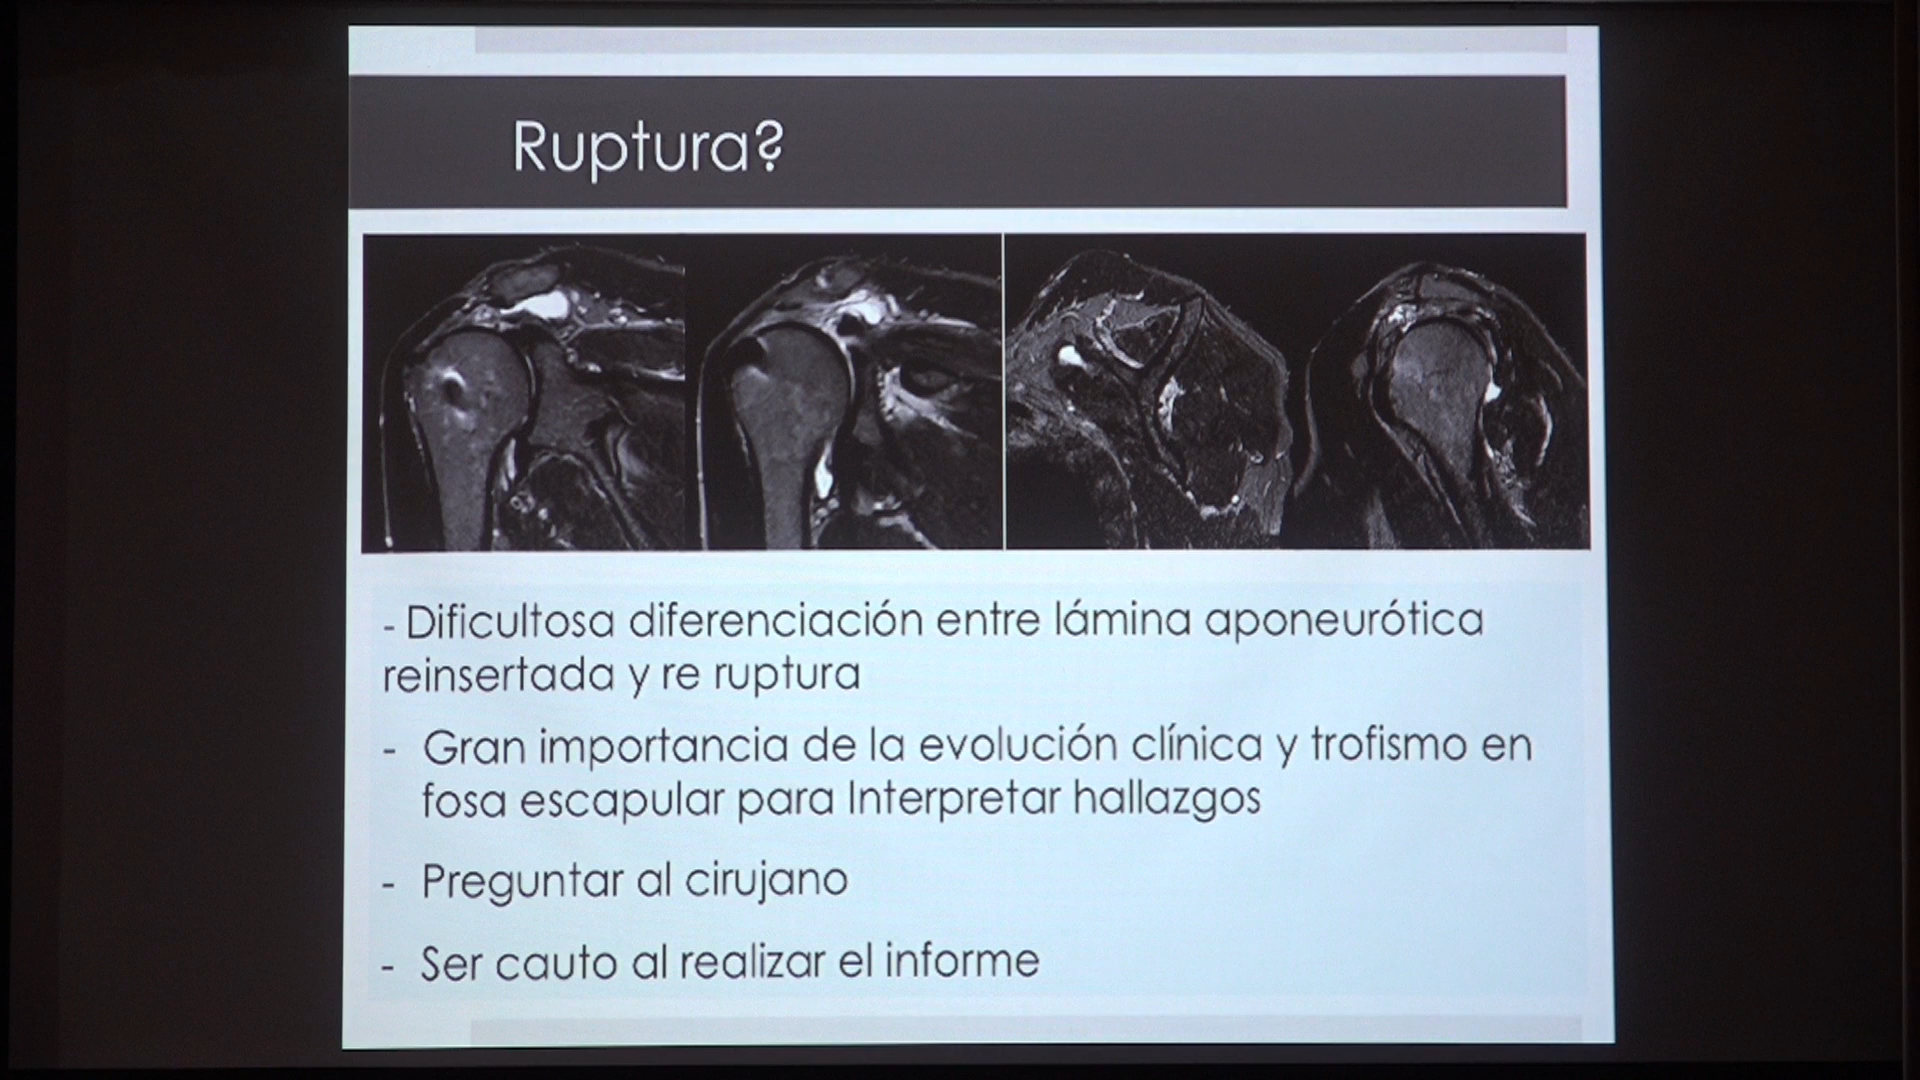 Ruptura?
- Dificultosa diferenciación entre lámina aponeurótica
reinsertada y re ruptura
- Gran importancia de la evolución clínica y trofismo en
fosa escapular para Interpretar hallazgos
- Preguntar al cirujano
- Ser cauto al realizar el informe